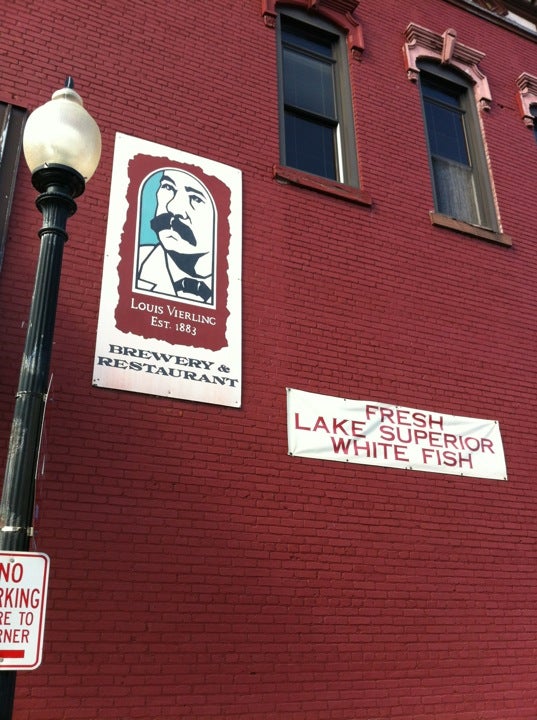 Louis Vierling
Est. 1883
BREWERY &
RESTAURANT
FRESH
LAKE SUPERIOR
WHITE FISH
NO
RKING
RE TO
RNER